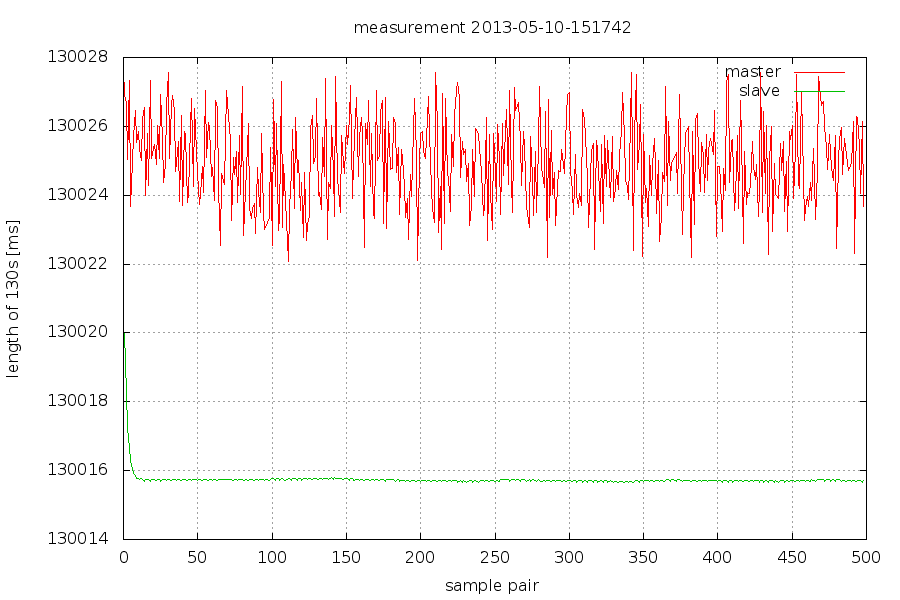 measurement 2013-05-10-151742
130028
130026
130024
130022
130020
130018
130016
130014
length of 130s [ms]
master
slave
0 50 100 150 200 250 300 350 400 450 500
sample pair